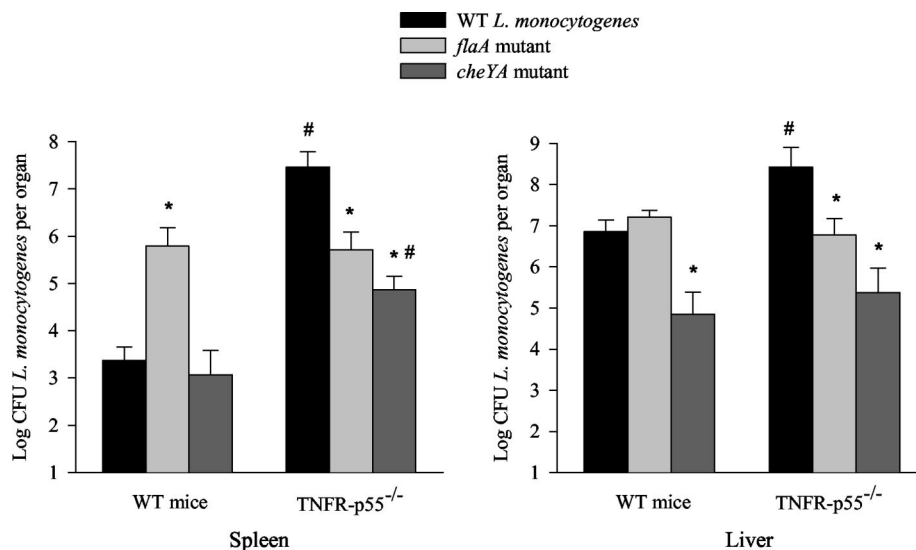 WT L. monocytogenes
flaA mutant
cheYA mutant
Log CFU L. monocytogenes per organ
8
7
6
5
4
3
2
1
*
#
*
* #
WT mice
TNFR-p55-/-
Spleen
Log CFU L. monocytogenes per organ
9
8
7
6
5
4
3
2
1
*
#
*
*
WT mice
TNFR-p55-/-
Liver